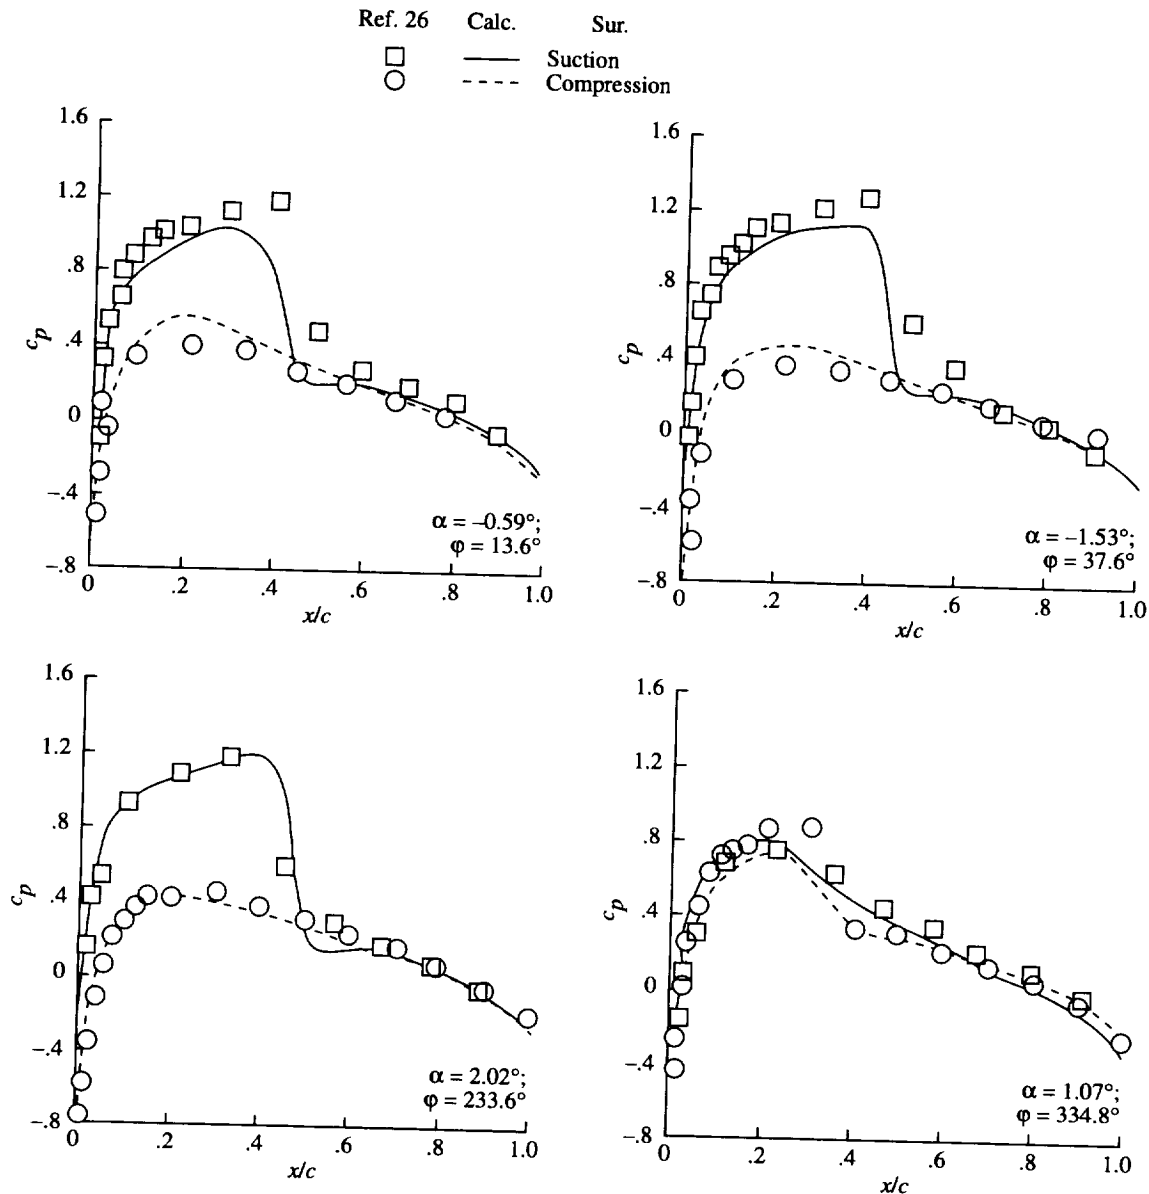 Ref. 26 Calc. Sur.
Suction
Compression
1.6
1.2
.8
.4
0
–.4
–.8
cp
0 .2 .4 .6 .8 1.0
x/c
α = –0.59°;
φ = 13.6°
1.6
1.2
.8
.4
0
–.4
–.8
cp
0 .2 .4 .6 .8 1.0
x/c
α = –1.53°;
φ = 37.6°
1.6
1.2
.8
.4
0
–.4
–.8
cp
0 .2 .4 .6 .8 1.0
x/c
α = 2.02°;
φ = 233.6°
1.6
1.2
.8
.4
0
–.4
–.8
cp
0 .2 .4 .6 .8 1.0
x/c
α = 1.07°;
φ = 334.8°